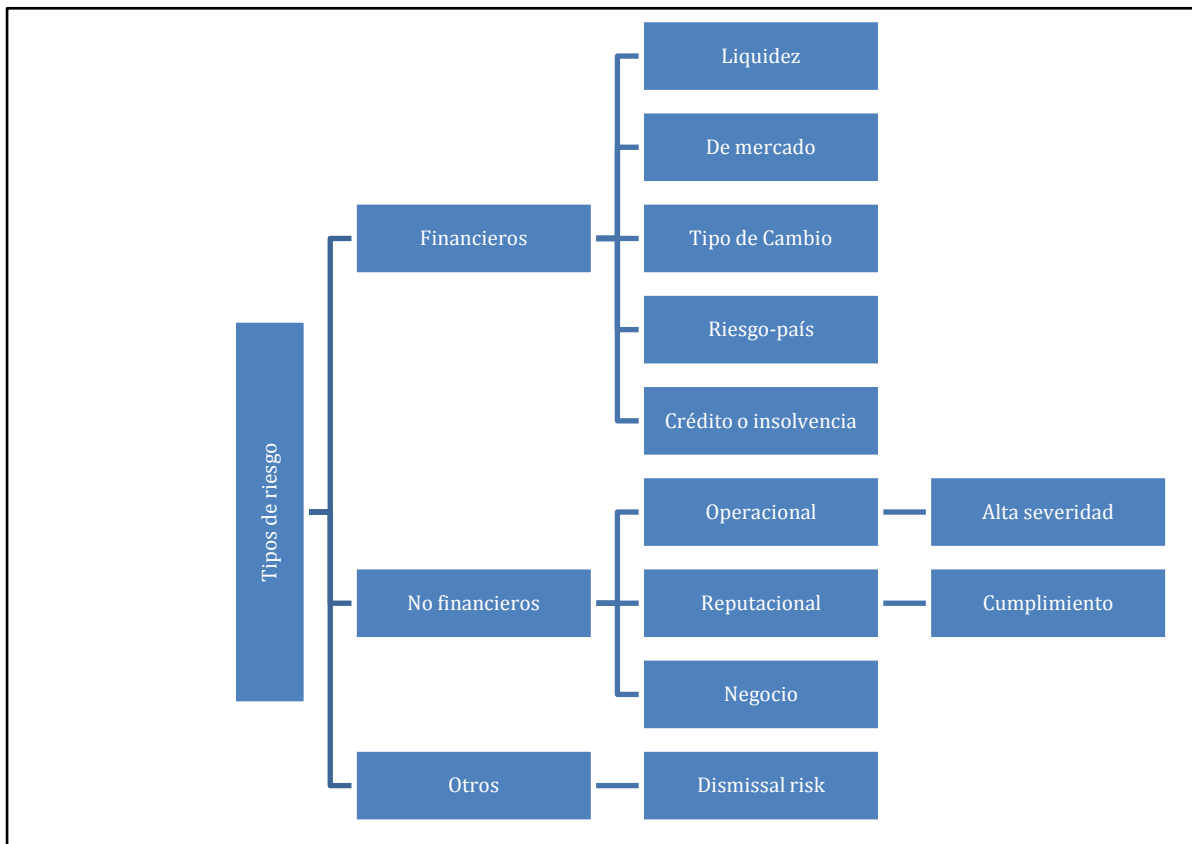 Tipos de riesgo
Financieros
Liquidez
De mercado
Tipo de Cambio
Riesgo-país
Crédito o insolvencia
No financieros
Operacional
Alta severidad
Reputacional
Cumplimiento
Negocio
Otros
Dismissal risk